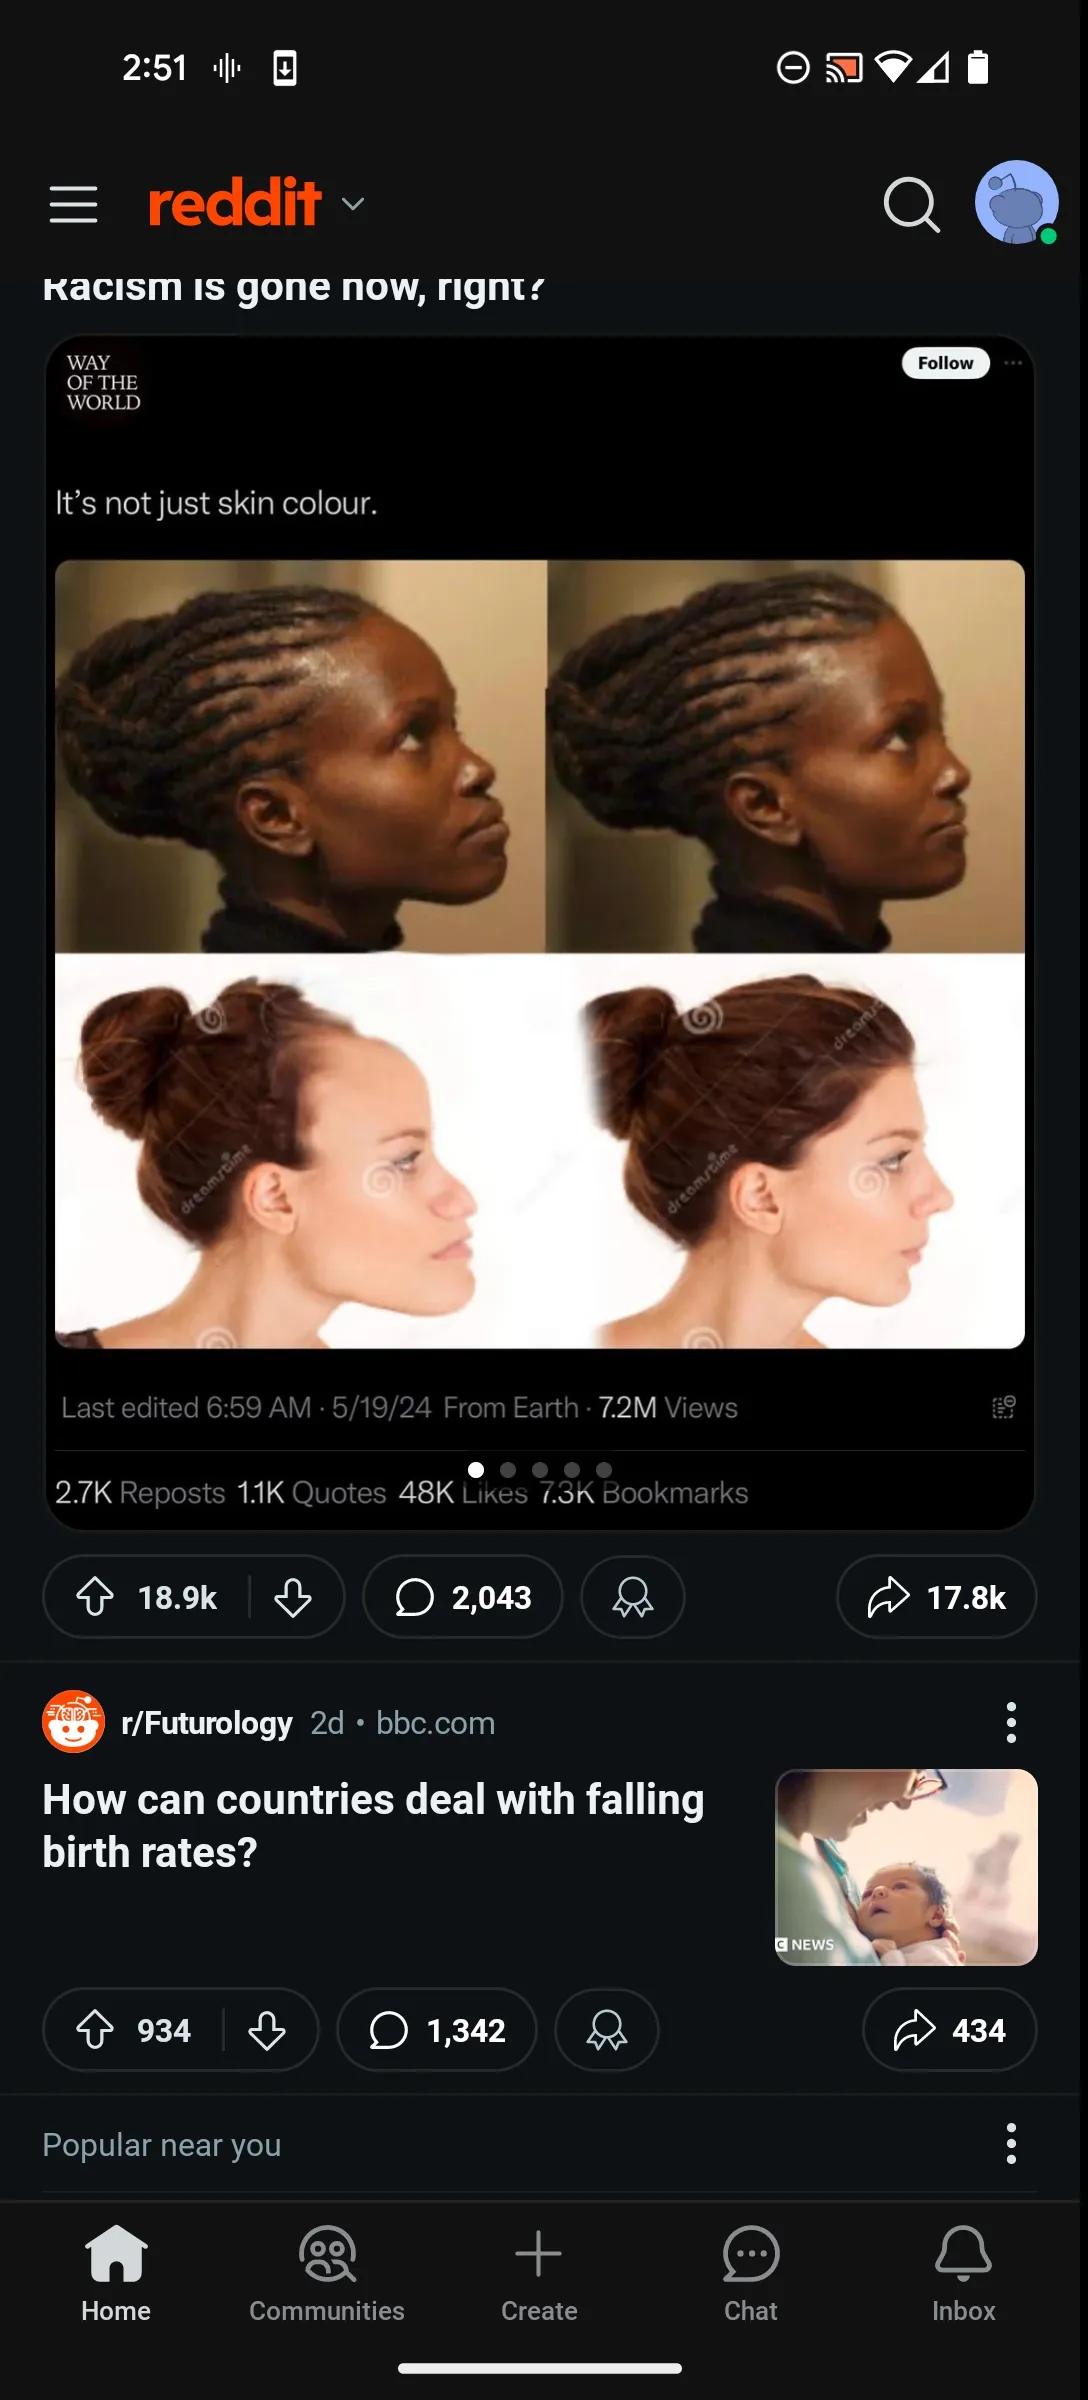 2:51
reddit
Racism is gone now, right?
WAY
OF THE
WORLD
Follow
It's not just skin colour.
dreamstime
dreamstime
dreamstime
Last edited 6:59 AM · 5/19/24 From Earth · 7.2M Views
2.7K Reposts 1.1K Quotes 48K Likes 7.3K Bookmarks
18.9k
2,043
17.8k
r/Futurology 2d • bbc.com
How can countries deal with falling
birth rates?
C NEWS
934
1,342
434
Popular near you
Home
Communities
Create
Chat
Inbox